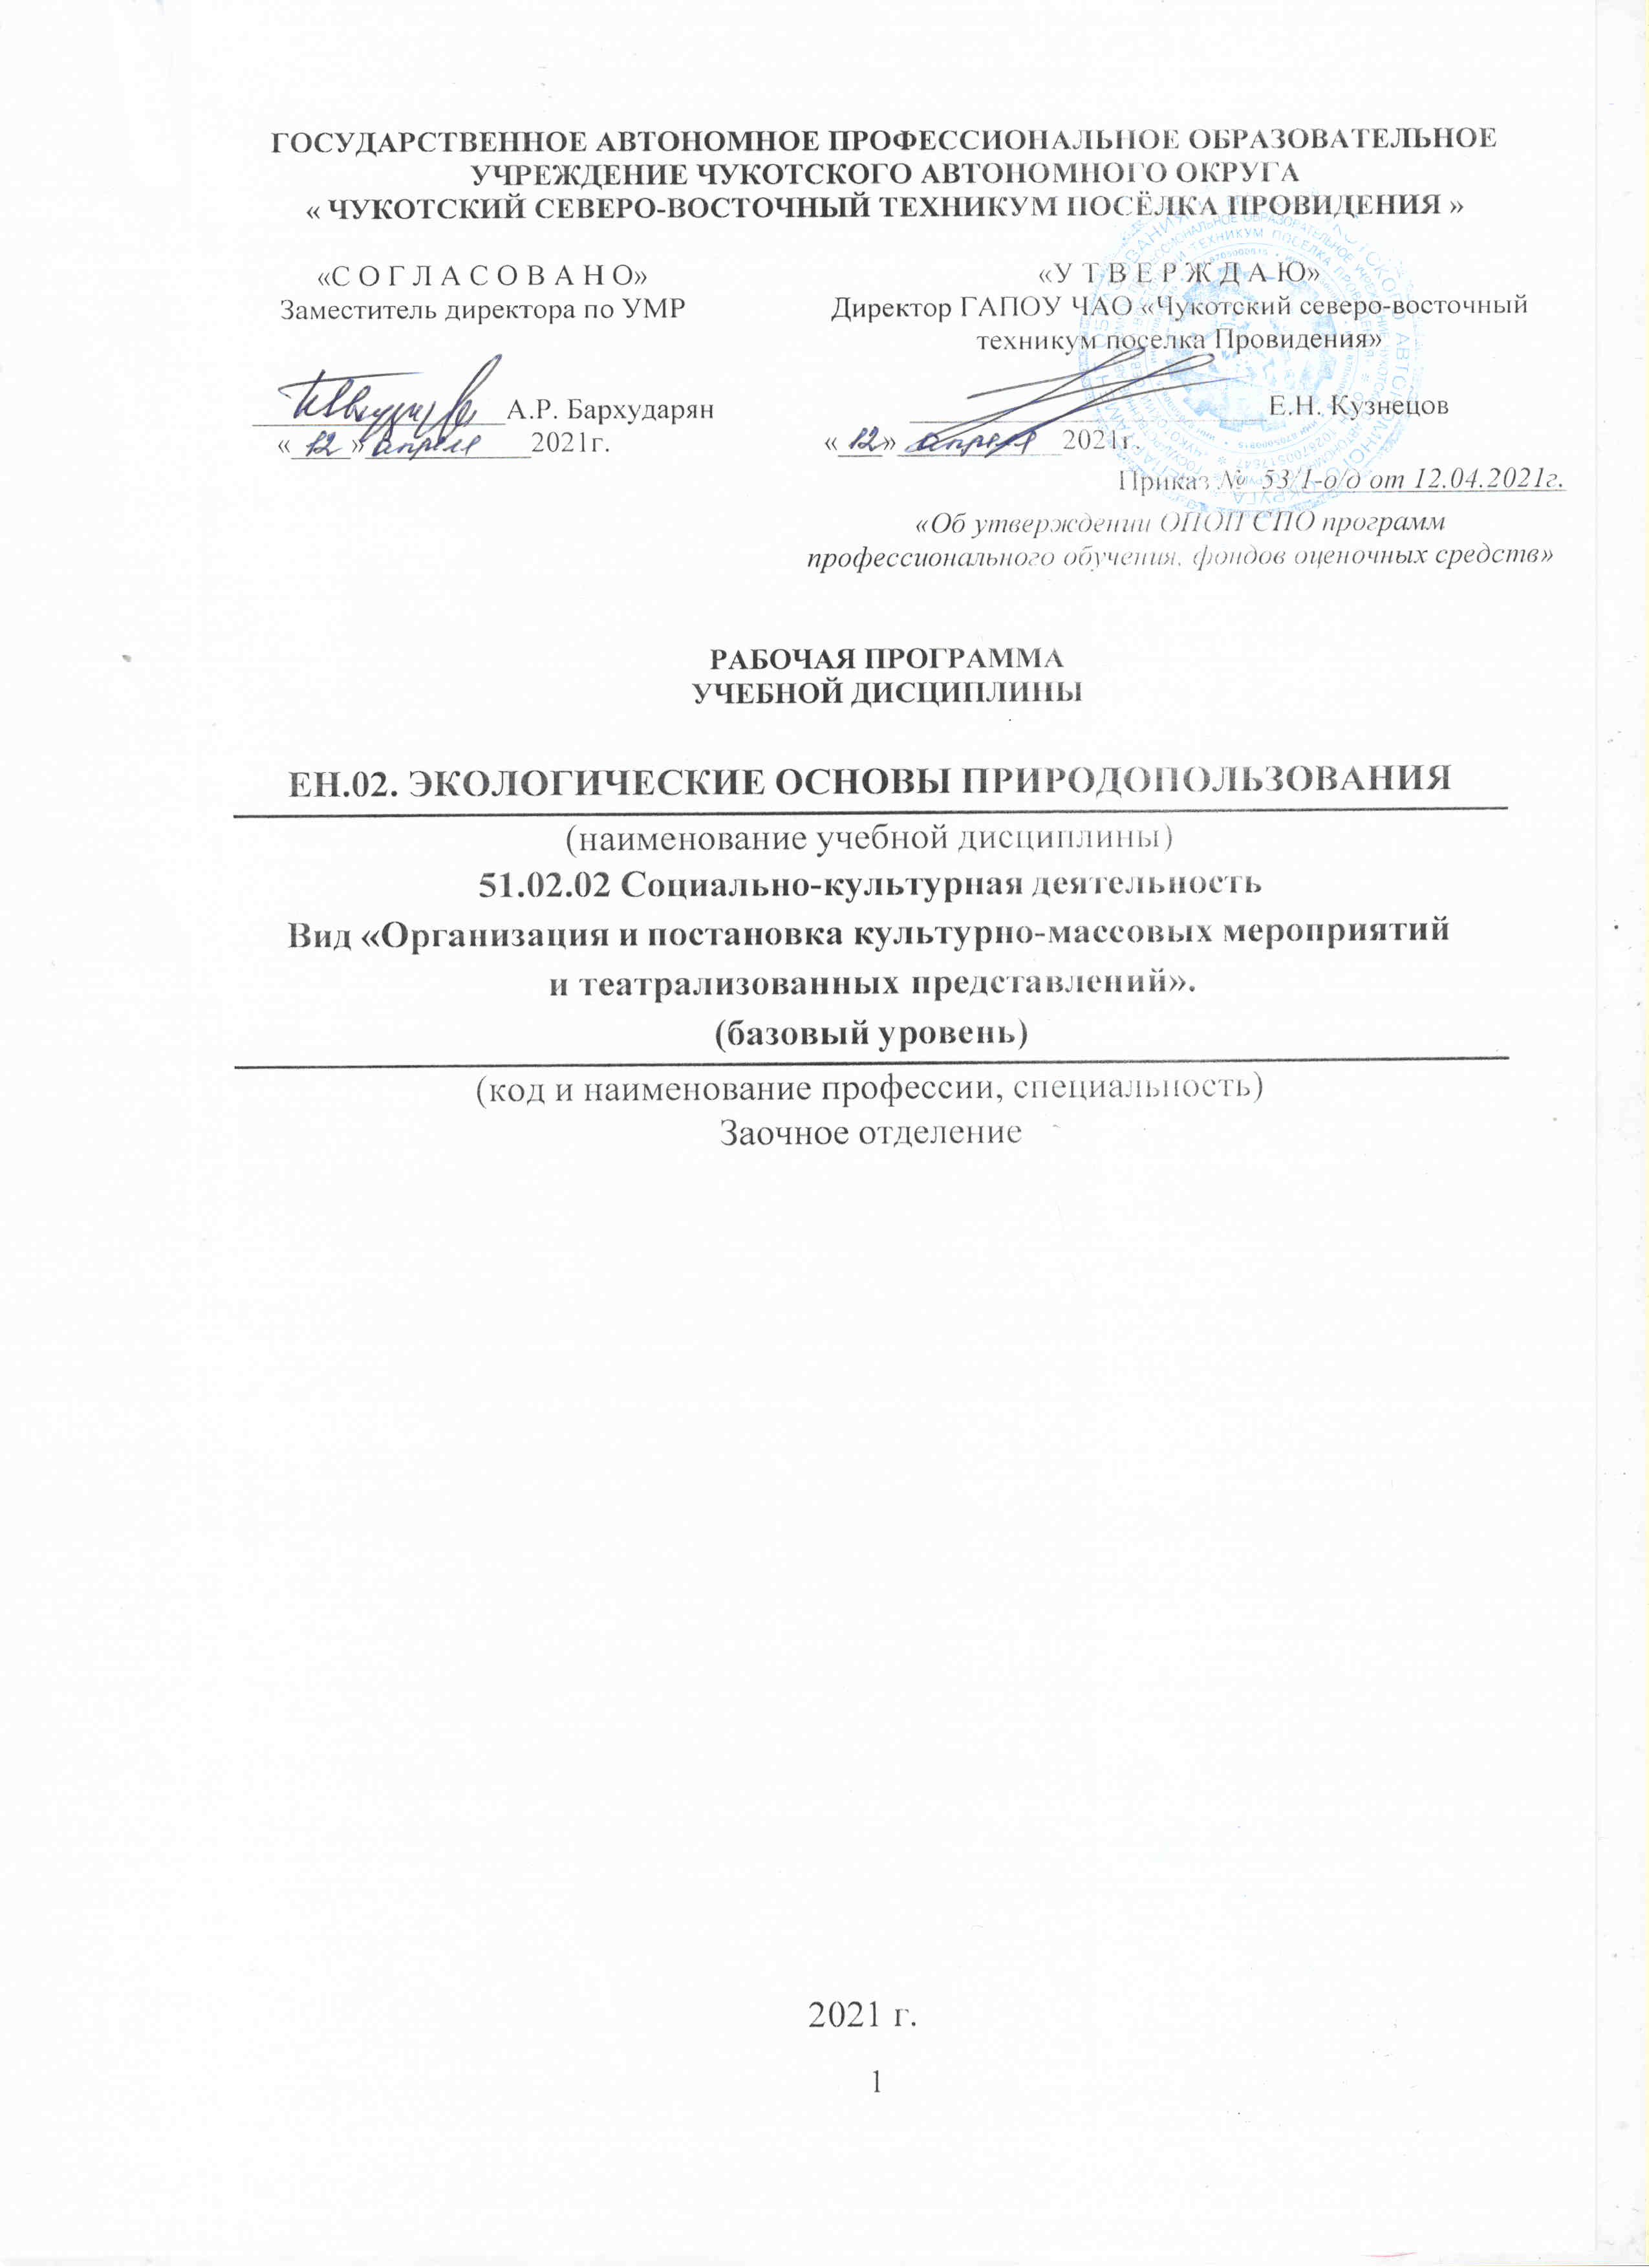 ГОСУДАРСТВЕННОЕ АВТОНОМНОЕ ПРОФЕССИОНАЛЬНОЕ ОБРАЗОВАТЕЛЬНОЕ
УЧРЕЖДЕНИЕ ЧУКОТСКОГО АВТОНОМНОГО ОКРУГА
« ЧУКОТСКИЙ СЕВЕРО-ВОСТОЧНЫЙ ТЕХНИКУМ ПОСЁЛКА ПРОВИДЕНИЯ »
«С О Г Л А С О В А Н О»
Заместитель директора по УМР
А.Р. Бархударян
«12» апреля 2021г.
«У Т В Е Р Ж Д А Ю»
Директор ГАПОУ ЧАО «Чукотский северо-восточный
техникум поселка Провидения»
Е.Н. Кузнецов
«12» апреля 2021г.
Приказ № 53/1-о/д от 12.04.2021г.
«Об утверждении ОПОП СПО программ
профессионального обучения, фондов оценочных средств»
РАБОЧАЯ ПРОГРАММА
УЧЕБНОЙ ДИСЦИПЛИНЫ
ЕН.02. ЭКОЛОГИЧЕСКИЕ ОСНОВЫ ПРИРОДОПОЛЬЗОВАНИЯ
(наименование учебной дисциплины)
51.02.02 Социально-культурная деятельность
Вид «Организация и постановка культурно-массовых мероприятий
и театрализованных представлений».
(базовый уровень)
(код и наименование профессии, специальность)
Заочное отделение
2021 г.
1